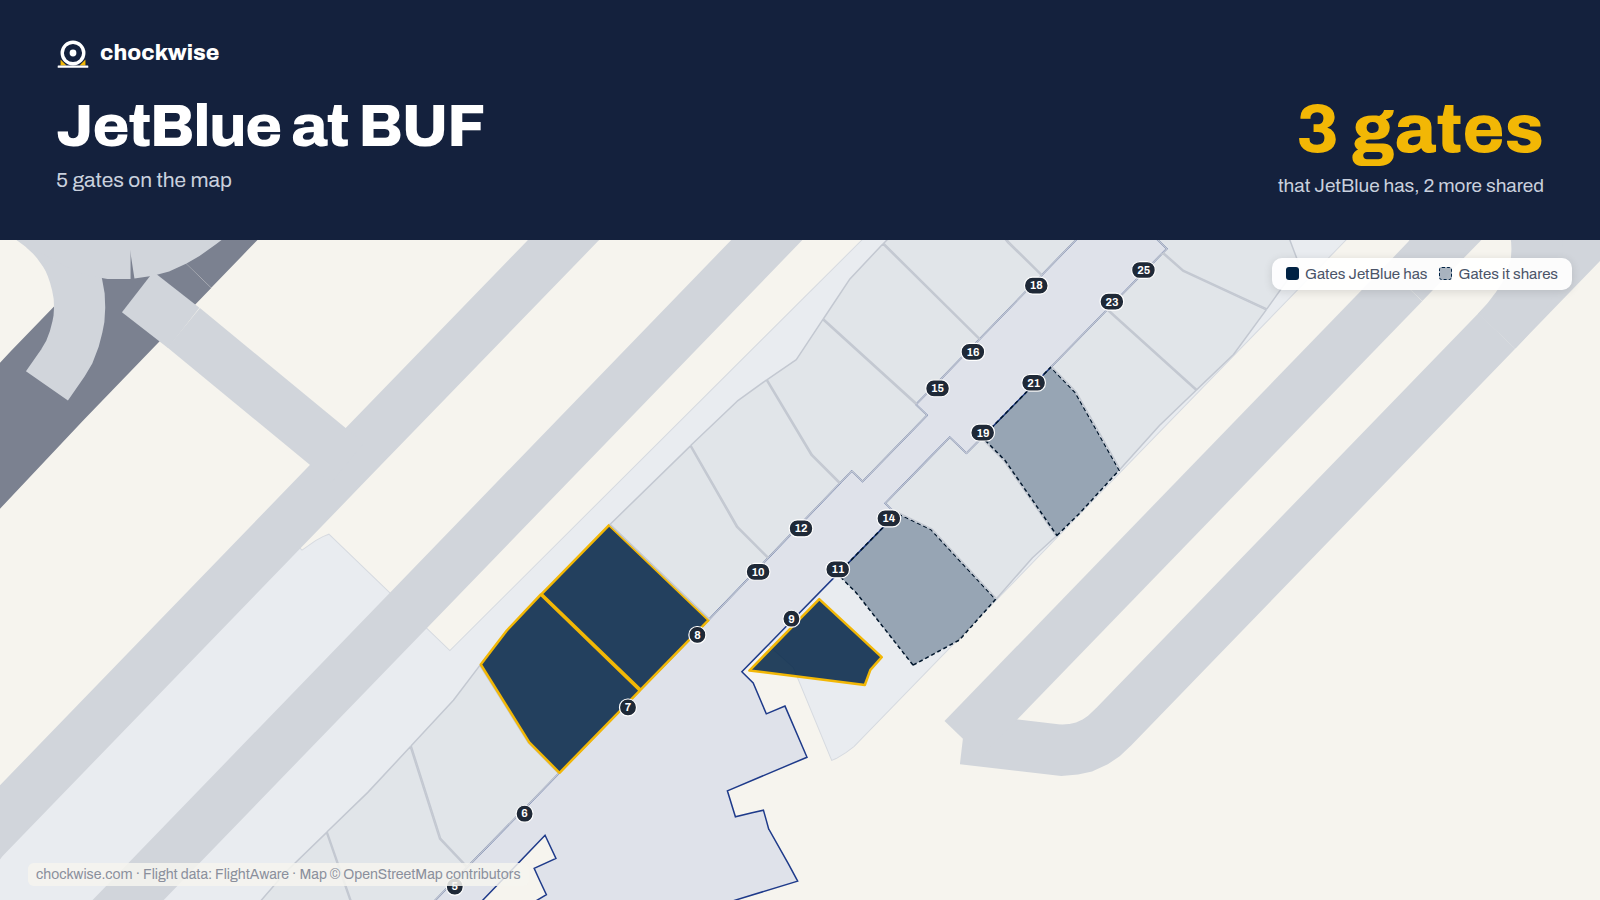 chockwise
JetBlue at BUF
5 gates on the map
3 gates
that JetBlue has, 2 more shared
Gates JetBlue has
Gates it shares
25
18
23
16
21
15
19
14
12
11
10
9
8
7
6
5
chockwise.com · Flight data: FlightAware · Map © OpenStreetMap contributors